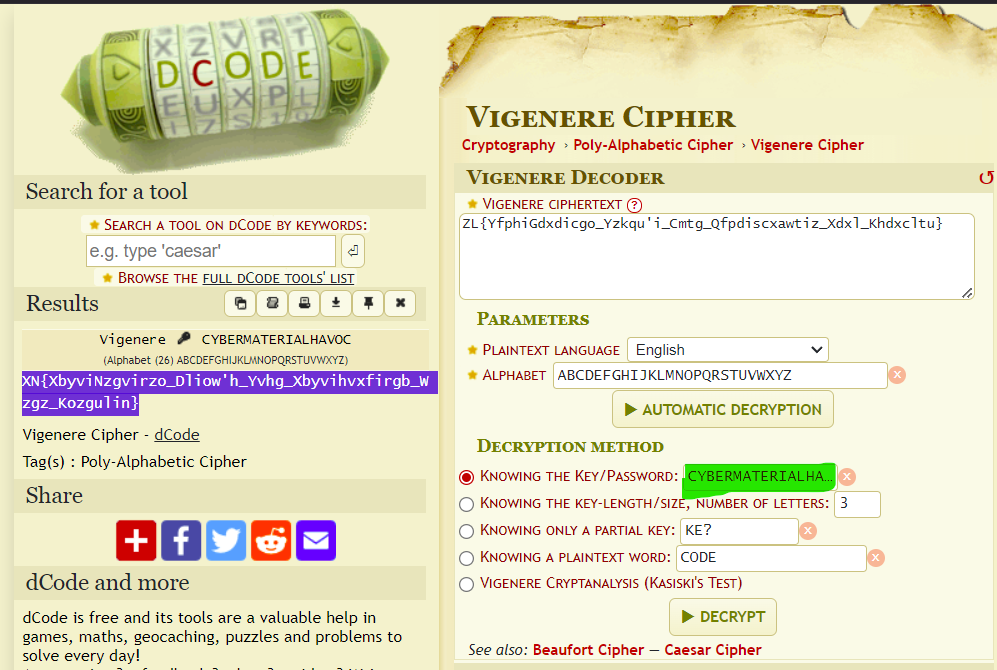 DCODE
Search for a tool
★ SEARCH A TOOL ON DCODE BY KEYWORDS:
e.g. type 'caesar'
★ BROWSE THE FULL DCODE TOOLS' LIST
Results
Vigenere CYBERMATERIALHAVOC
(Alphabet (26) ABCDEFGHIJKLMNOPQRSTUVWXYZ)
XN{XbyviNzgvirzo_Dliow'h_Yvhg_Xbyvihvxfirgb_W
zgz_Kozgulin}
Vigenere Cipher - dCode
Tag(s) : Poly-Alphabetic Cipher
Share
dCode and more
dCode is free and its tools are a valuable help in
games, maths, geocaching, puzzles and problems to
solve every day!
VIGENERE CIPHER
Cryptography › Poly-Alphabetic Cipher › Vigenere Cipher
VIGENERE DECODER
★ VIGENERE CIPHERTEXT ?
ZL{YfphiGdxdicgo_Yzkqu'i_Cmtg_Qfpdiscxawtiz_Xdxl_Khdxcltu}
PARAMETERS
★ PLAINTEXT LANGUAGE English
★ ALPHABET ABCDEFGHIJKLMNOPQRSTUVWXYZ
▶ AUTOMATIC DECRYPTION
DECRYPTION METHOD
KNOWING THE KEY/PASSWORD: CYBERMATERIALHA…
KNOWING THE KEY-LENGTH/SIZE, NUMBER OF LETTERS: 3
KNOWING ONLY A PARTIAL KEY: KE?
KNOWING A PLAINTEXT WORD: CODE
VIGENERE CRYPTANALYSIS (KASISKI'S TEST)
▶ DECRYPT
See also: Beaufort Cipher — Caesar Cipher